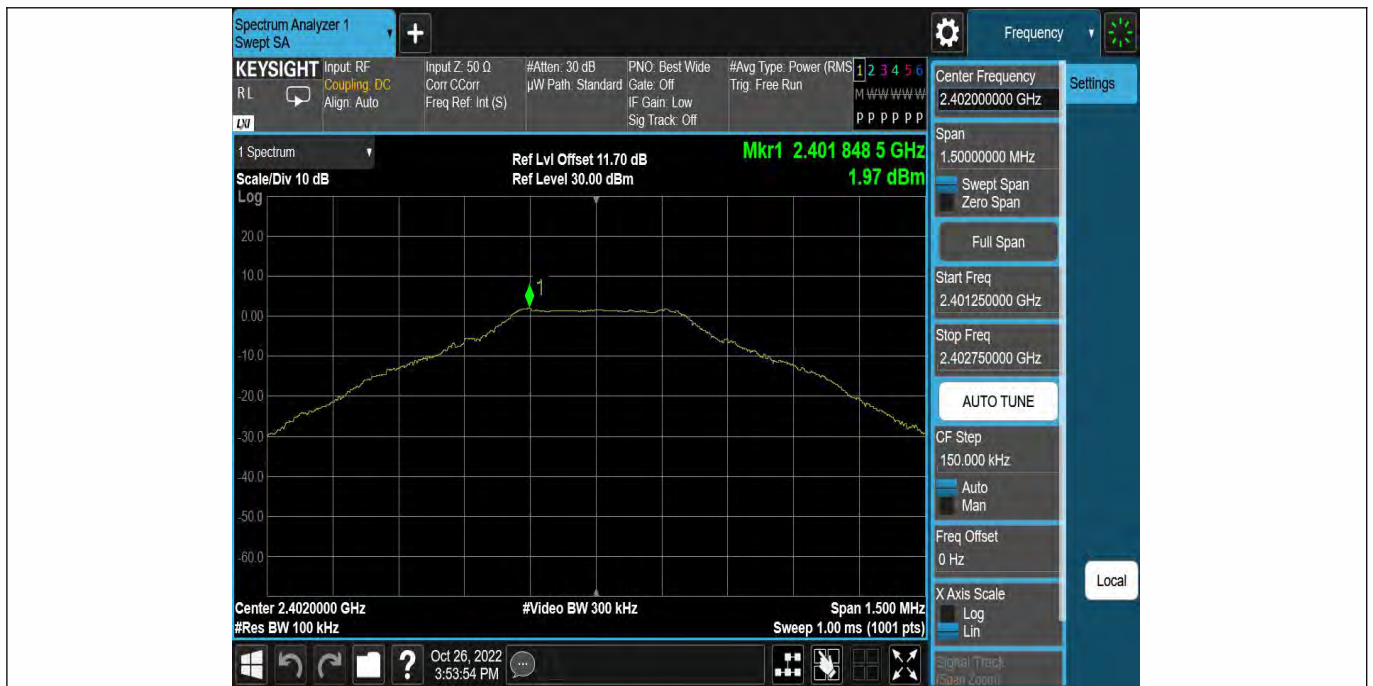 Spectrum Analyzer 1
Swept SA
+
Frequency
KEYSIGHT
R L
LXI
Input: RF
Coupling: DC
Align: Auto
Input Z: 50 Ω
Corr CCorr
Freq Ref: Int (S)
#Atten: 30 dB
µW Path: Standard
PNO: Best Wide
Gate: Off
IF Gain: Low
Sig Track: Off
#Avg Type: Power (RMS
Trig: Free Run
1 2 3 4 5 6
M W W W W W
P P P P P P
1 Spectrum
Scale/Div 10 dB
Ref Lvl Offset 11.70 dB
Ref Level 30.00 dBm
Mkr1 2.401 848 5 GHz
1.97 dBm
Log
20.0
10.0
0.00
-10.0
-20.0
-30.0
-40.0
-50.0
-60.0
1
Center 2.4020000 GHz
#Res BW 100 kHz
#Video BW 300 kHz
Span 1.500 MHz
Sweep 1.00 ms (1001 pts)
Center Frequency
2.402000000 GHz
Settings
Span
1.50000000 MHz
Swept Span
Zero Span
Full Span
Start Freq
2.401250000 GHz
Stop Freq
2.402750000 GHz
AUTO TUNE
CF Step
150.000 kHz
Auto
Man
Freq Offset
0 Hz
X Axis Scale
Log
Lin
Signal Track
(Span Zoom)
Local
?
Oct 26, 2022
3:53:54 PM